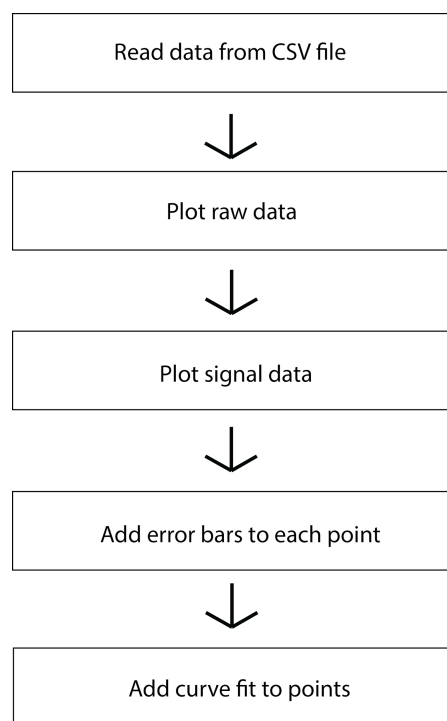 Read data from CSV file
Plot raw data
Plot signal data
Add error bars to each point
Add curve fit to points